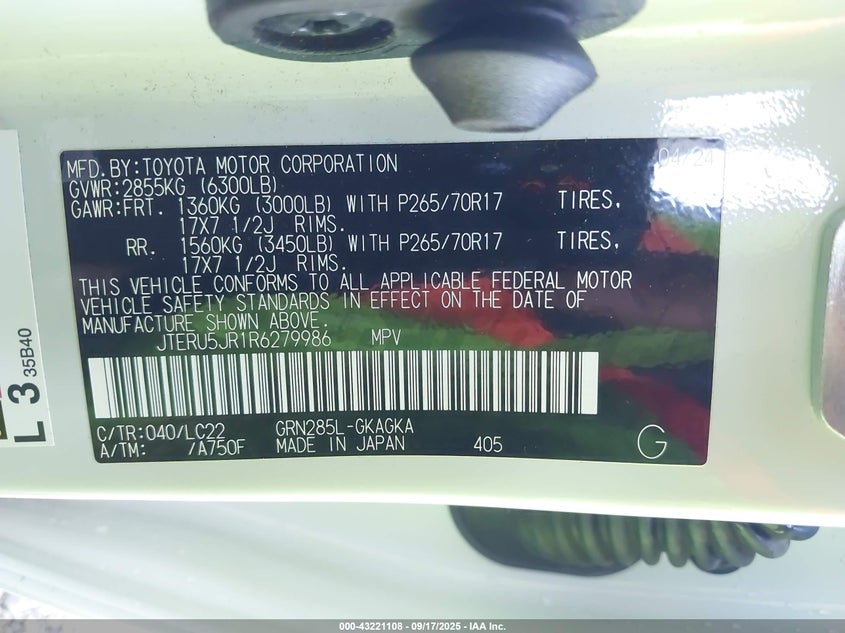 MFD.BY:TOYOTA MOTOR CORPORATION 04/24
GVWR:2855KG (6300LB)
GAWR:FRT. 1360KG (3000LB) WITH P265/70R17 TIRES,
17X7 1/2J RIMS.
RR. 1560KG (3450LB) WITH P265/70R17 TIRES,
17X7 1/2J RIMS.
THIS VEHICLE CONFORMS TO ALL APPLICABLE FEDERAL MOTOR
VEHICLE SAFETY STANDARDS IN EFFECT ON THE DATE OF
MANUFACTURE SHOWN ABOVE.
JTERU5JR1R6279986 MPV
C/TR:040/LC22 GRN285L-GKAGKA
A/TM: /A750F MADE IN JAPAN 405 G
L 3 35B40
000-43221108 - 09/17/2025 - IAA Inc.